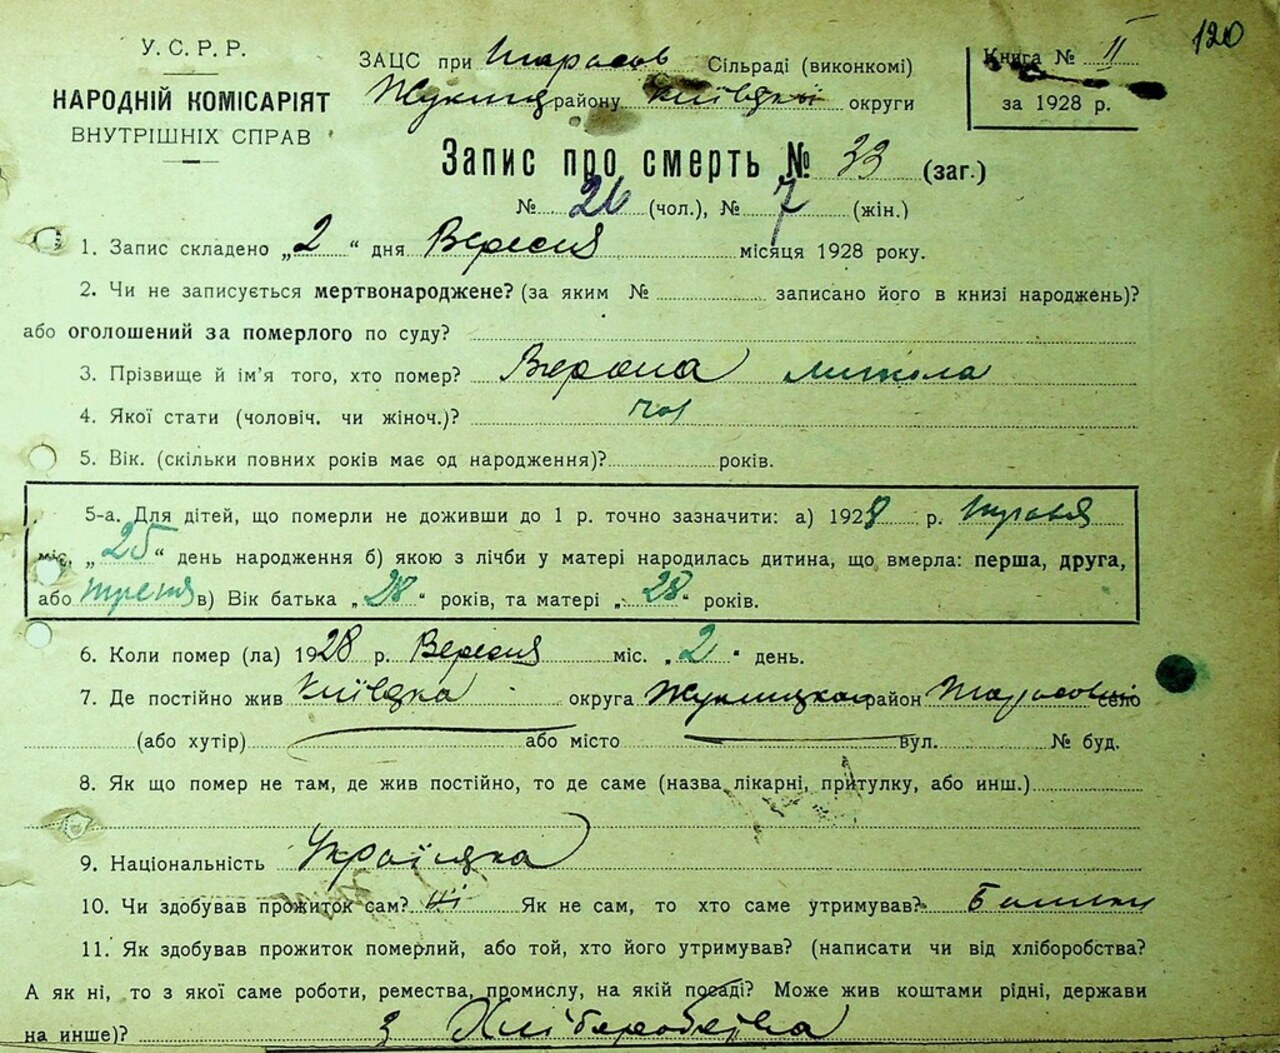 120
У. С. Р. Р.
НАРОДНІЙ КОМІСАРІЯТ
ВНУТРІШНІХ СПРАВ
ЗАЦС при Тарасов Сільраді (виконкомі)
району Київської округи
Книга № II
за 1928 р.
Запис про смерть № 33 (заг.)
№ 26 (чол.), № 7 (жін.)
1. Запис складено „2“ дня Вересня місяця 1928 року.
2. Чи не записується мертвонароджене? (за яким № записано його в книзі народжень)?
або оголошений за померлого по суду?
3. Прізвище й ім'я того, хто помер? Микола
4. Якої стати (чоловіч. чи жіноч.)? чол
5. Вік. (скільки повних років має од народження)? років.
5-а. Для дітей, що померли не доживши до 1 р. точно зазначити: а) 1928 р. травня
міс. „25“ день народження б) якою з лічби у матері народилась дитина, що вмерла: перша, друга,
або третя в) Вік батька „28“ років, та матері „28“ років.
6. Коли помер (ла) 1928 р. Вересня міс. „2“ день.
7. Де постійно жив Київска округа район село
(або хутір) або місто вул. № буд.
8. Як що помер не там, де жив постійно, то де саме (назва лікарні, притулку, або инш.)
9. Національність Українка
10. Чи здобував прожиток сам? ні Як не сам, то хто саме утримував? Батьки
11. Як здобував прожиток померлий, або той, хто його утримував? (написати чи від хліборобства?
А як ні, то з якої саме роботи, ремества, промислу, на якій посаді? Може жив коштами рідні, держави
на инше)? з Хліборобства